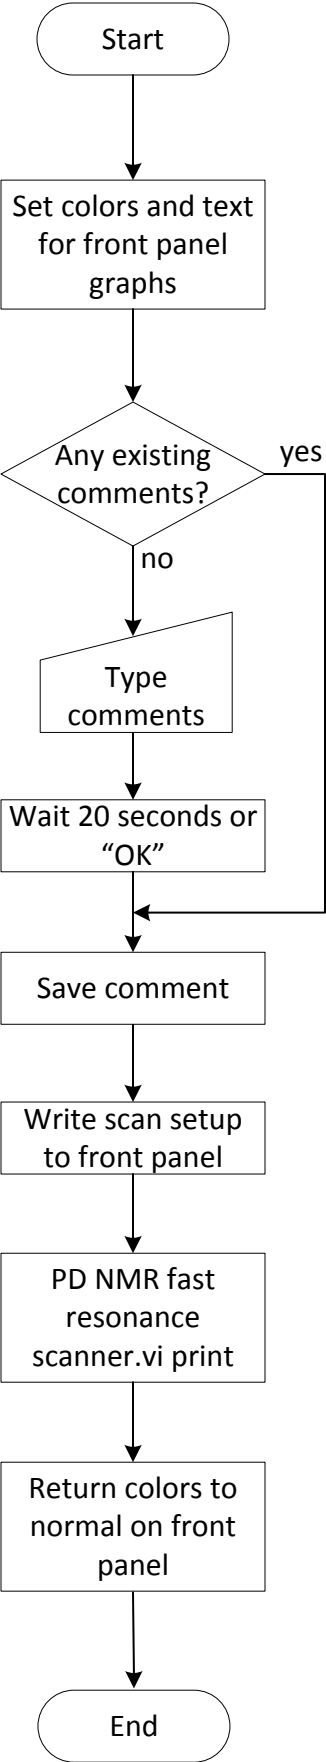 Start
Set colors and text
for front panel
graphs
Any existing
comments?
yes
no
Type
comments
Wait 20 seconds or
“OK”
Save comment
Write scan setup
to front panel
PD NMR fast
resonance
scanner.vi print
Return colors to
normal on front
panel
End